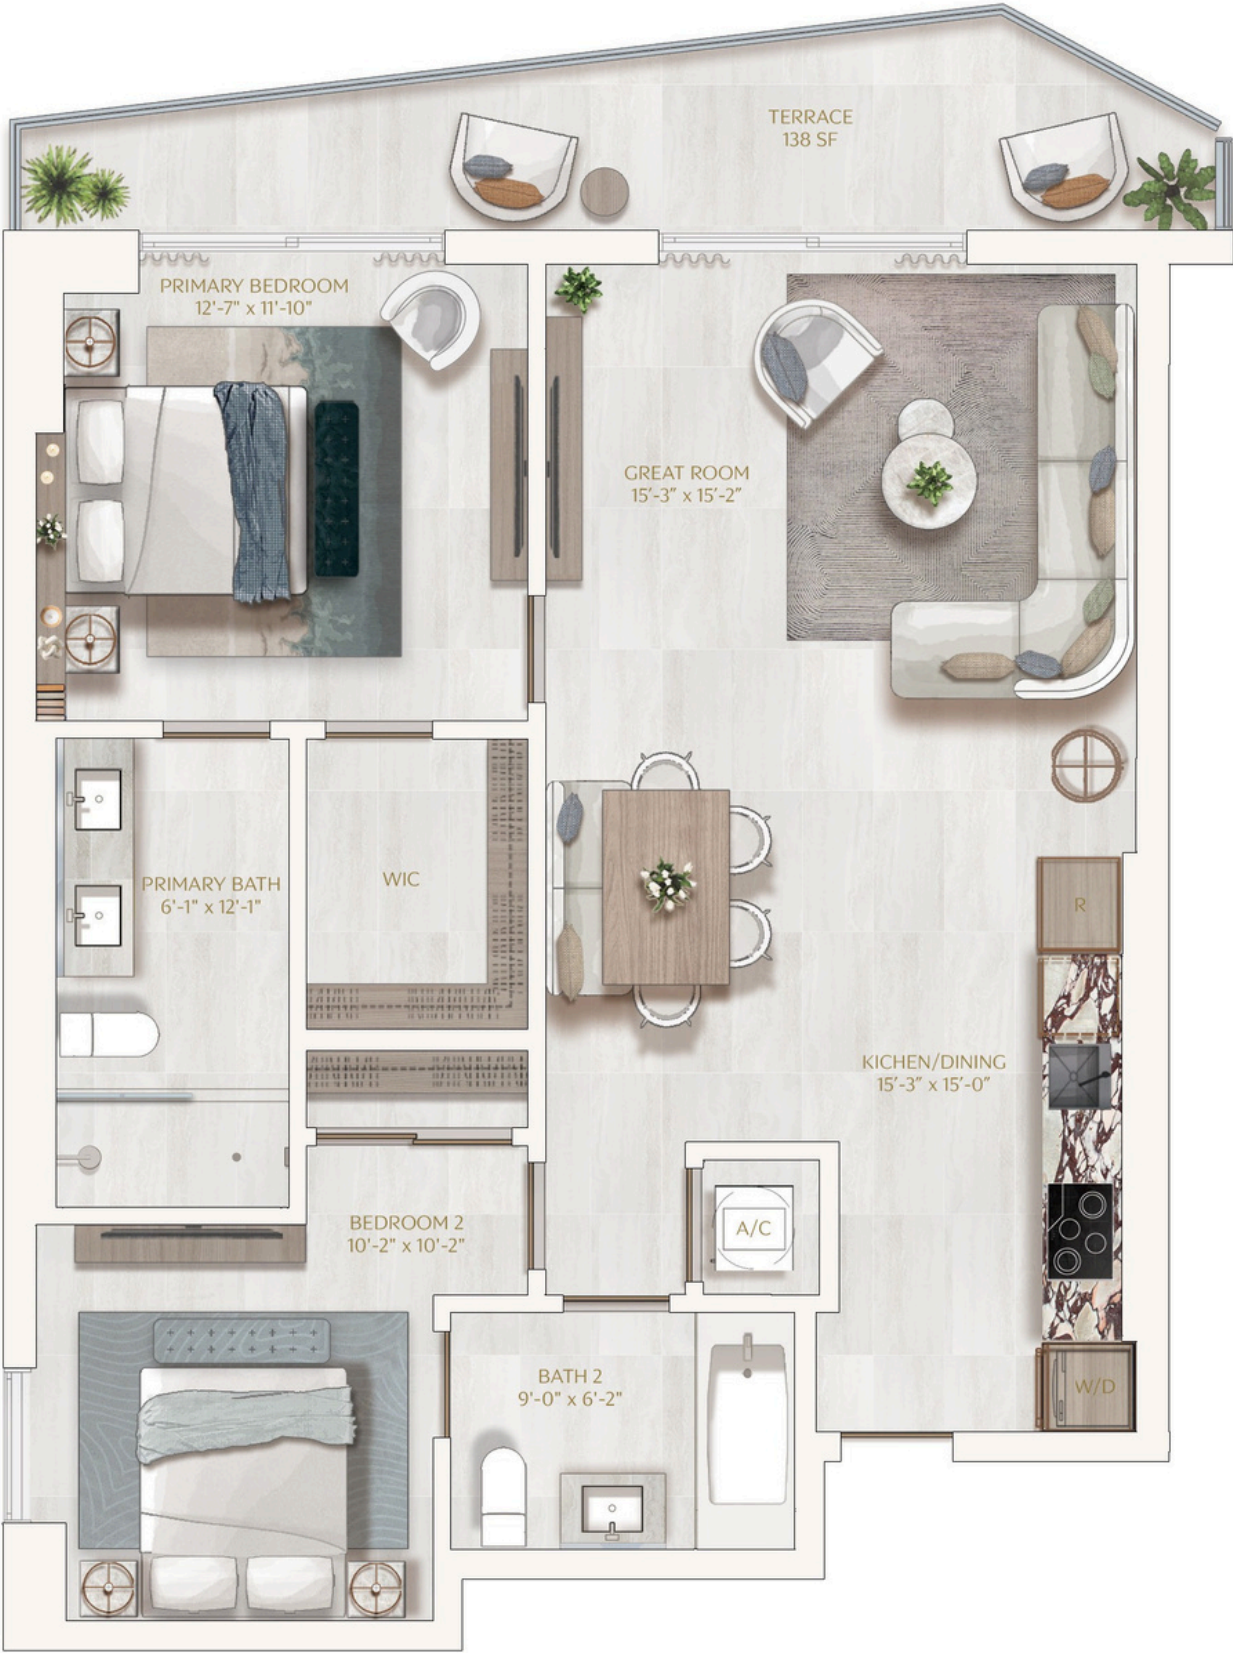 TERRACE
138 SF
PRIMARY BEDROOM
12'-7" x 11'-10"
GREAT ROOM
15'-3" x 15'-2"
PRIMARY BATH
6'-1" x 12'-1"
WIC
R
KICHEN/DINING
15'-3" x 15'-0"
BEDROOM 2
10'-2" x 10'-2"
A/C
BATH 2
9'-0" x 6'-2"
W/D